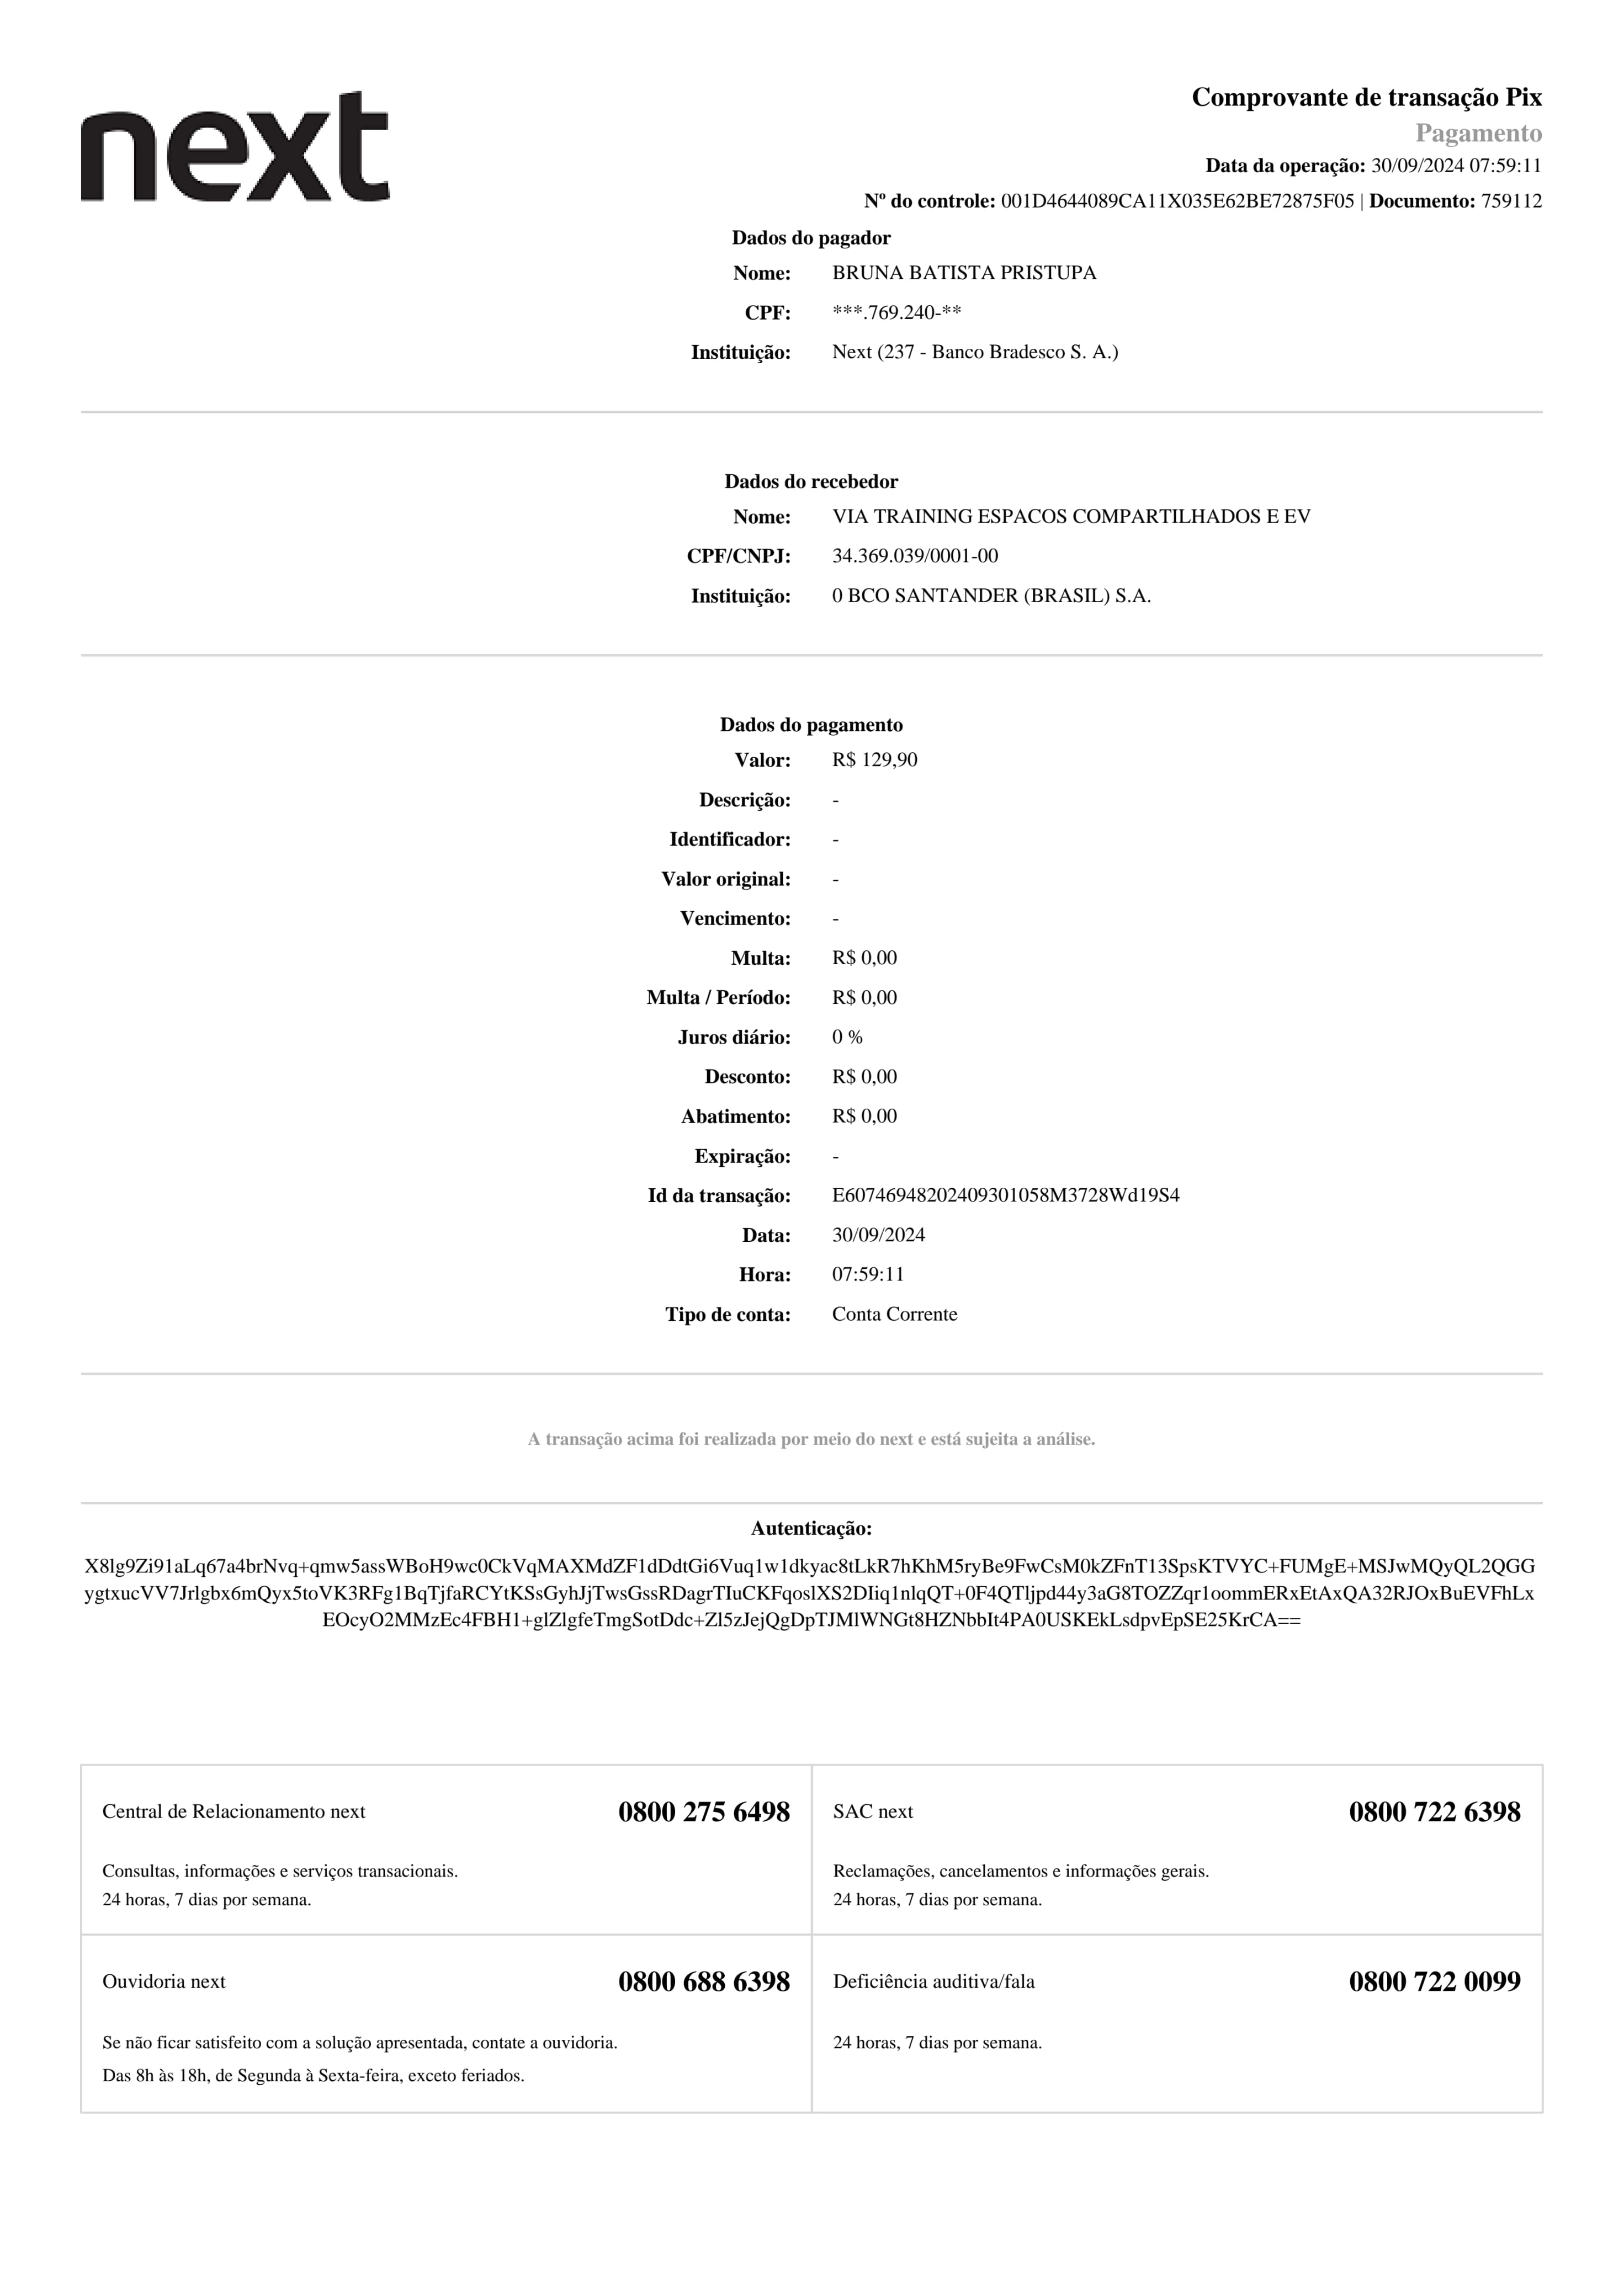 next
Comprovante de transação Pix
Pagamento
Data da operação: 30/09/2024 07:59:11
Nº do controle: 001D4644089CA11X035E62BE72875F05 | Documento: 759112
Dados do pagador
Nome: BRUNA BATISTA PRISTUPA
CPF: ***.769.240-**
Instituição: Next (237 - Banco Bradesco S. A.)
Dados do recebedor
Nome: VIA TRAINING ESPACOS COMPARTILHADOS E EV
CPF/CNPJ: 34.369.039/0001-00
Instituição: 0 BCO SANTANDER (BRASIL) S.A.
Dados do pagamento
Valor: R$ 129,90
Descrição: -
Identificador: -
Valor original: -
Vencimento: -
Multa: R$ 0,00
Multa / Período: R$ 0,00
Juros diário: 0 %
Desconto: R$ 0,00
Abatimento: R$ 0,00
Expiração: -
Id da transação: E60746948202409301058M3728Wd19S4
Data: 30/09/2024
Hora: 07:59:11
Tipo de conta: Conta Corrente
A transação acima foi realizada por meio do next e está sujeita a análise.
Autenticação:
X8lg9Zi91aLq67a4brNvq+qmw5assWBoH9wc0CkVqMAXMdZF1dDdtGi6Vuq1w1dkyac8tLkR7hKhM5ryBe9FwCsM0kZFnT13SpsKTVYC+FUMgE+MSJwMQyQL2QGG
ygtxucVV7Jrlgbx6mQyx5toVK3RFg1BqTjfaRCYtKSsGyhJjTwsGssRDagrTIuCKFqoslXS2DIiq1nlqQT+0F4QTljpd44y3aG8TOZZqr1oommERxEtAxQA32RJOxBuEVFhLx
EOcyO2MMzEc4FBH1+glZlgfeTmgSotDdc+Zl5zJejQgDpTJMlWNGt8HZNbbIt4PA0USKEkLsdpvEpSE25KrCA==
Central de Relacionamento next 0800 275 6498
Consultas, informações e serviços transacionais.
24 horas, 7 dias por semana.
SAC next 0800 722 6398
Reclamações, cancelamentos e informações gerais.
24 horas, 7 dias por semana.
Ouvidoria next 0800 688 6398
Se não ficar satisfeito com a solução apresentada, contate a ouvidoria.
Das 8h às 18h, de Segunda à Sexta-feira, exceto feriados.
Deficiência auditiva/fala 0800 722 0099
24 horas, 7 dias por semana.